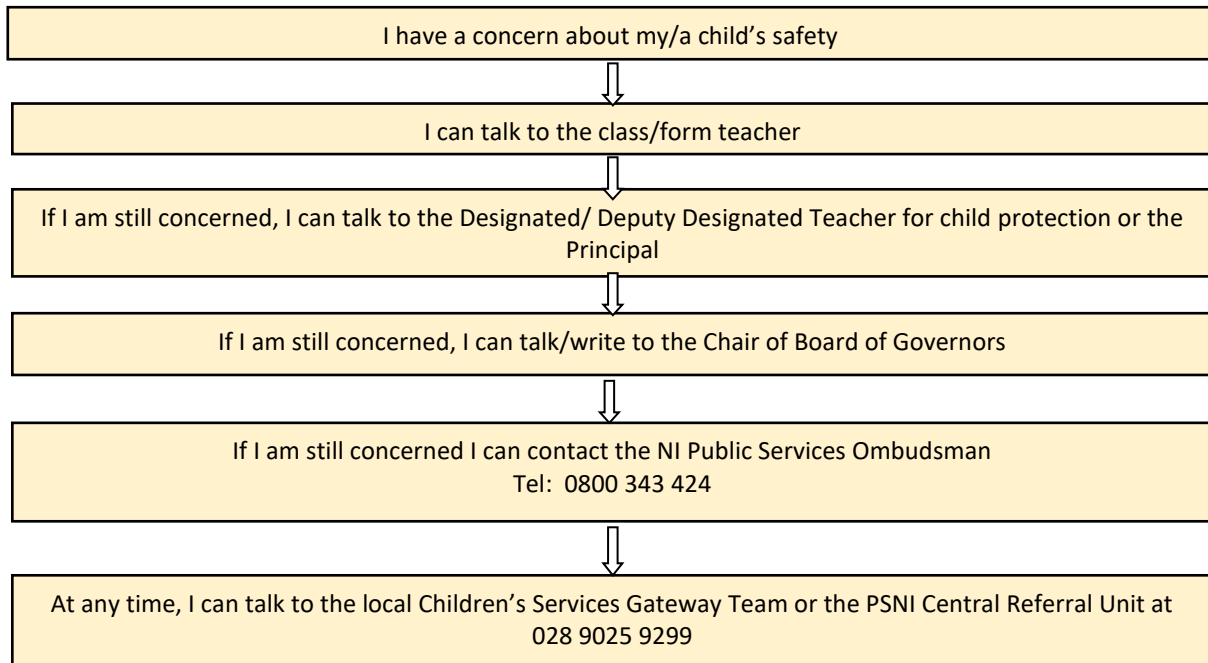 I have a concern about my/a child’s safety
I can talk to the class/form teacher
If I am still concerned, I can talk to the Designated/ Deputy Designated Teacher for child protection or the
Principal
If I am still concerned, I can talk/write to the Chair of Board of Governors
If I am still concerned I can contact the NI Public Services Ombudsman
Tel:  0800 343 424
At any time, I can talk to the local Children’s Services Gateway Team or the PSNI Central Referral Unit at
028 9025 9299